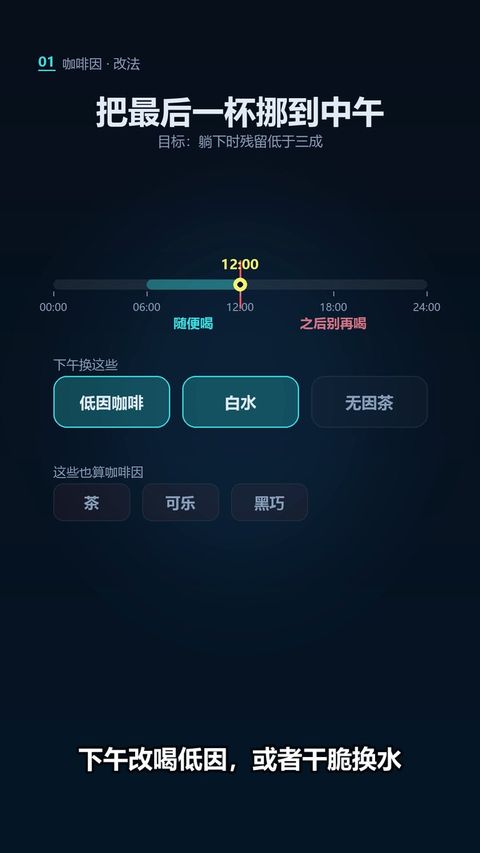 01 咖啡因 · 改法
把最后一杯挪到中午
目标：躺下时残留低于三成
12:00
00:00 06:00 12:00 18:00 24:00
随便喝 之后别再喝
下午换这些
低因咖啡 白水 无因茶
这些也算咖啡因
茶 可乐 黑巧
下午改喝低因，或者干脆换水